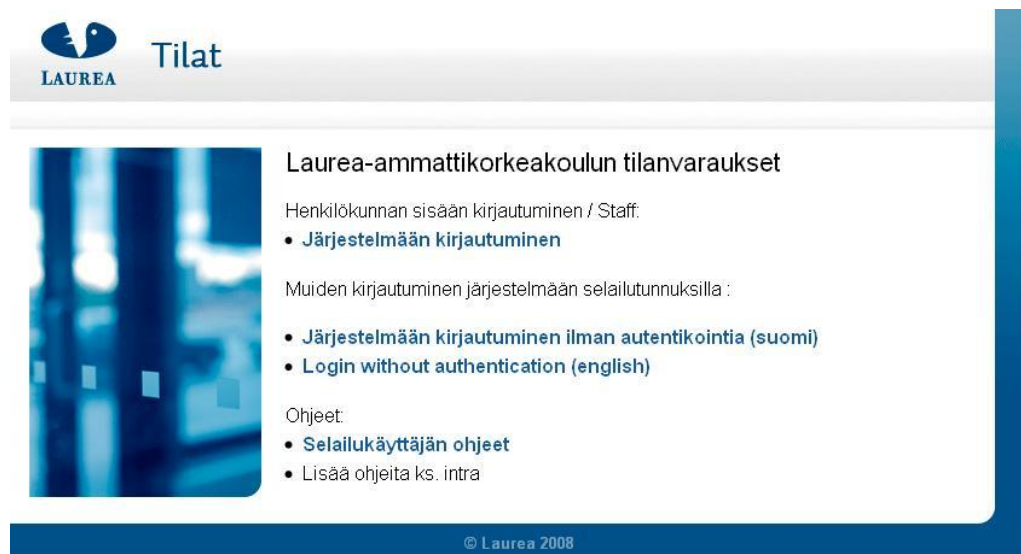 LAUREA
Tilat
Laurea-ammattikorkeakoulun tilanvaraukset
Henkilökunnan sisään kirjautuminen / Staff:
• Järjestelmään kirjautuminen
Muiden kirjautuminen järjestelmään selailutunnuksilla :
• Järjestelmään kirjautuminen ilman autentikointia (suomi)
• Login without authentication (english)
Ohjeet:
• Selailukäyttäjän ohjeet
• Lisää ohjeita ks. intra
© Laurea 2008